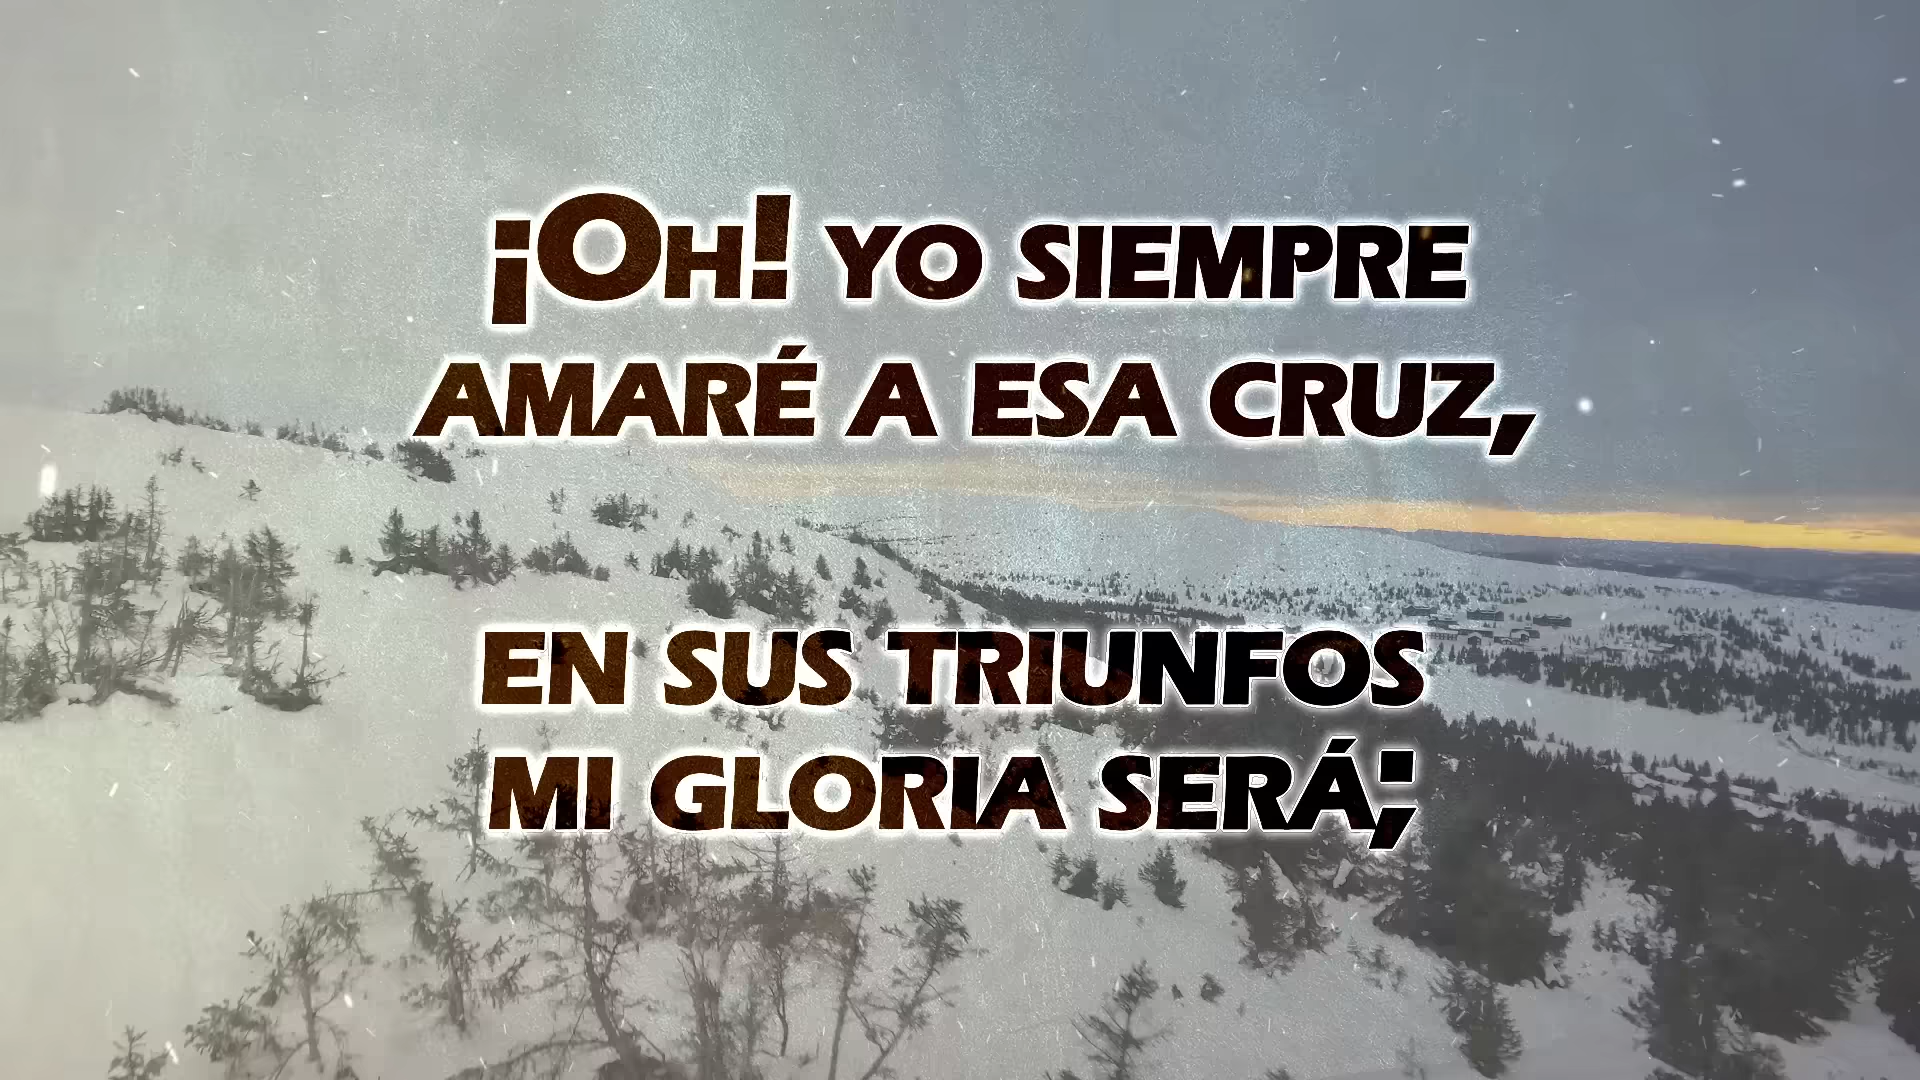 ¡Oh! YO SIEMPRE
AMARÉ A ESA CRUZ,
EN SUS TRIUNFOS
MI GLORIA SERÁ;